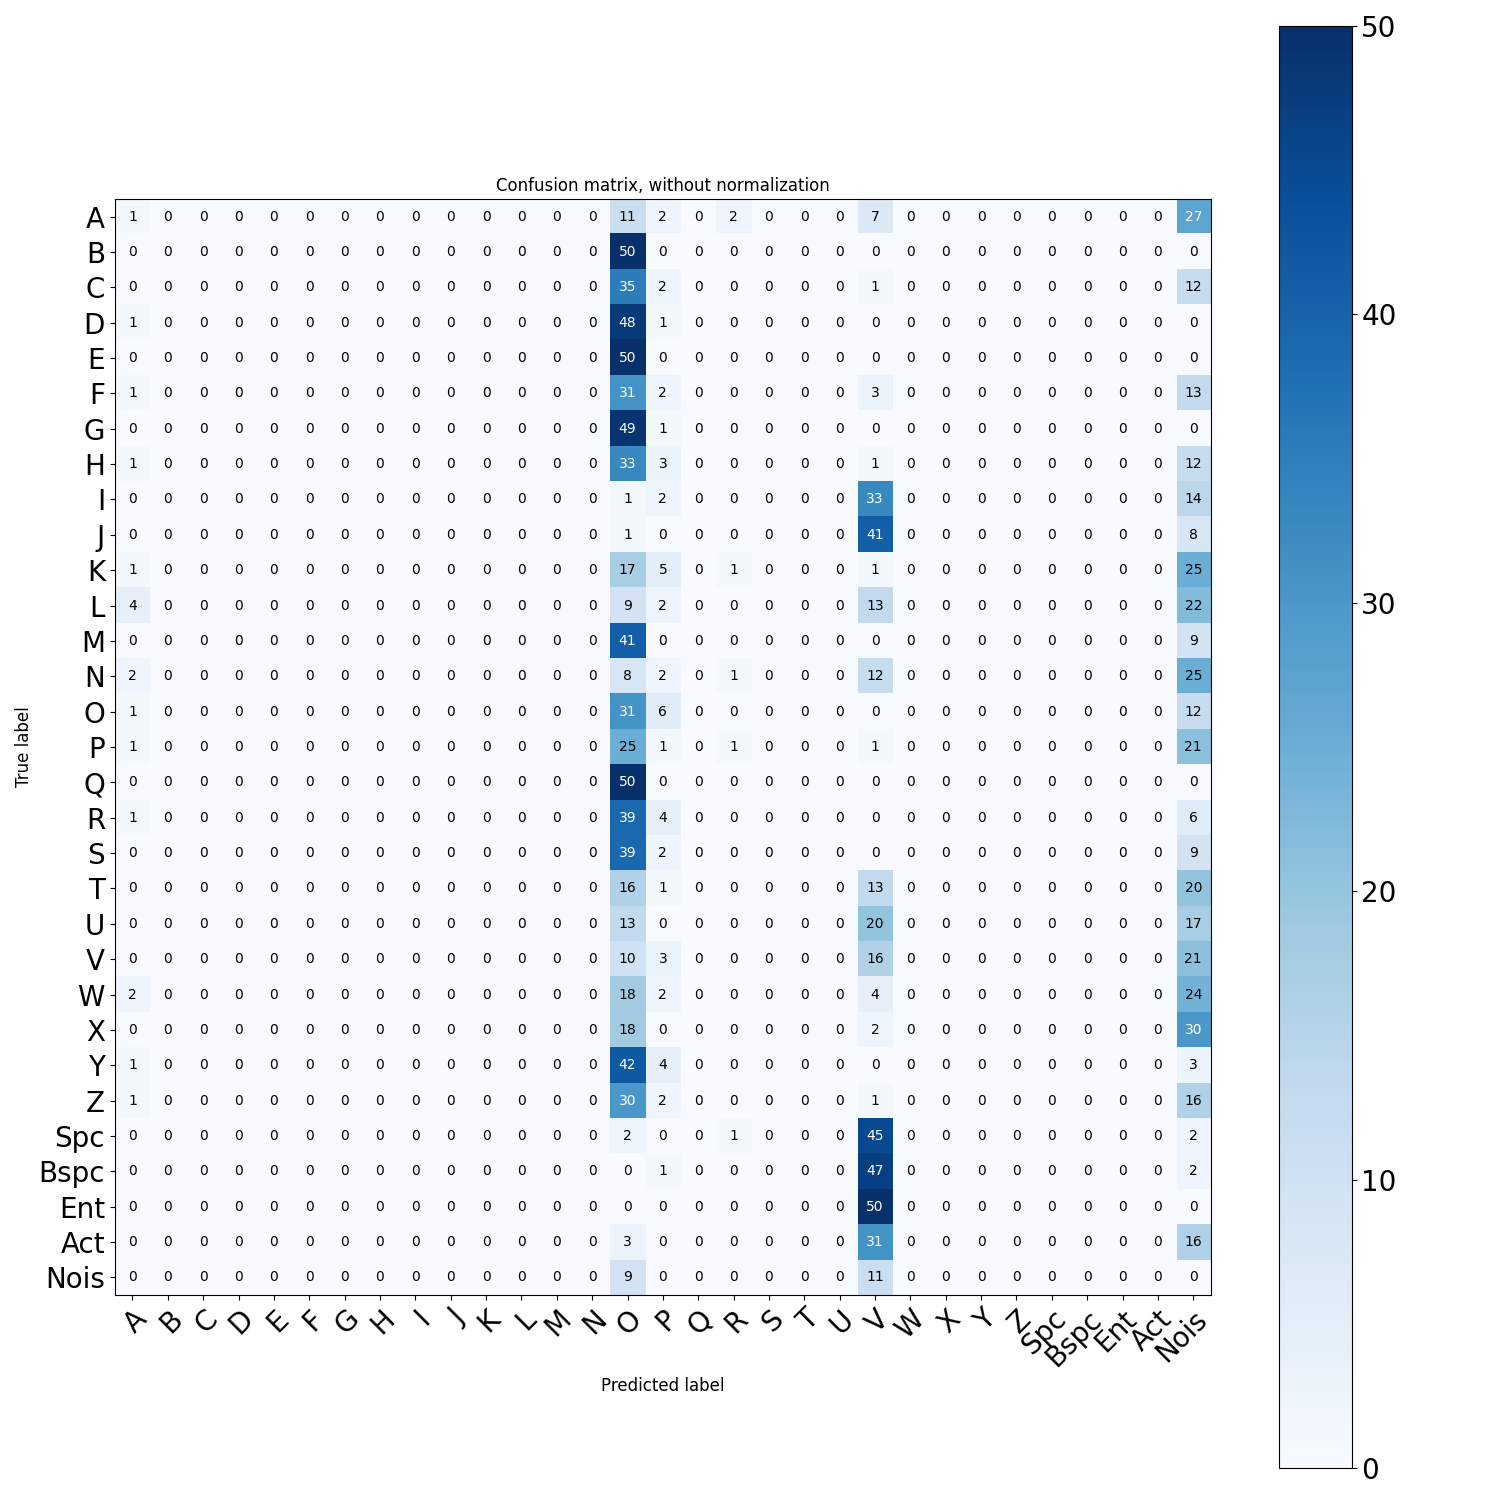 Confusion matrix, without normalization
A 1 0 0 0 0 0 0 0 0 0 0 0 0 0 11 2 0 2 0 0 0 7 0 0 0 0 0 0 0 0 27
B 0 0 0 0 0 0 0 0 0 0 0 0 0 0 50 0 0 0 0 0 0 0 0 0 0 0 0 0 0 0 0
C 0 0 0 0 0 0 0 0 0 0 0 0 0 0 35 2 0 0 0 0 0 1 0 0 0 0 0 0 0 0 12
D 1 0 0 0 0 0 0 0 0 0 0 0 0 0 48 1 0 0 0 0 0 0 0 0 0 0 0 0 0 0 0
E 0 0 0 0 0 0 0 0 0 0 0 0 0 0 50 0 0 0 0 0 0 0 0 0 0 0 0 0 0 0 0
F 1 0 0 0 0 0 0 0 0 0 0 0 0 0 31 2 0 0 0 0 0 3 0 0 0 0 0 0 0 0 13
G 0 0 0 0 0 0 0 0 0 0 0 0 0 0 49 1 0 0 0 0 0 0 0 0 0 0 0 0 0 0 0
H 1 0 0 0 0 0 0 0 0 0 0 0 0 0 33 3 0 0 0 0 0 1 0 0 0 0 0 0 0 0 12
I 0 0 0 0 0 0 0 0 0 0 0 0 0 0 1 2 0 0 0 0 0 33 0 0 0 0 0 0 0 0 14
J 0 0 0 0 0 0 0 0 0 0 0 0 0 0 1 0 0 0 0 0 0 41 0 0 0 0 0 0 0 0 8
K 1 0 0 0 0 0 0 0 0 0 0 0 0 0 17 5 0 1 0 0 0 1 0 0 0 0 0 0 0 0 25
L 4 0 0 0 0 0 0 0 0 0 0 0 0 0 9 2 0 0 0 0 0 13 0 0 0 0 0 0 0 0 22
M 0 0 0 0 0 0 0 0 0 0 0 0 0 0 41 0 0 0 0 0 0 0 0 0 0 0 0 0 0 0 9
N 2 0 0 0 0 0 0 0 0 0 0 0 0 0 8 2 0 1 0 0 0 12 0 0 0 0 0 0 0 0 25
O 1 0 0 0 0 0 0 0 0 0 0 0 0 0 31 6 0 0 0 0 0 0 0 0 0 0 0 0 0 0 12
P 1 0 0 0 0 0 0 0 0 0 0 0 0 0 25 1 0 1 0 0 0 1 0 0 0 0 0 0 0 0 21
Q 0 0 0 0 0 0 0 0 0 0 0 0 0 0 50 0 0 0 0 0 0 0 0 0 0 0 0 0 0 0 0
R 1 0 0 0 0 0 0 0 0 0 0 0 0 0 39 4 0 0 0 0 0 0 0 0 0 0 0 0 0 0 6
S 0 0 0 0 0 0 0 0 0 0 0 0 0 0 39 2 0 0 0 0 0 0 0 0 0 0 0 0 0 0 9
T 0 0 0 0 0 0 0 0 0 0 0 0 0 0 16 1 0 0 0 0 0 13 0 0 0 0 0 0 0 0 20
U 0 0 0 0 0 0 0 0 0 0 0 0 0 0 13 0 0 0 0 0 0 20 0 0 0 0 0 0 0 0 17
V 0 0 0 0 0 0 0 0 0 0 0 0 0 0 10 3 0 0 0 0 0 16 0 0 0 0 0 0 0 0 21
W 2 0 0 0 0 0 0 0 0 0 0 0 0 0 18 2 0 0 0 0 0 4 0 0 0 0 0 0 0 0 24
X 0 0 0 0 0 0 0 0 0 0 0 0 0 0 18 0 0 0 0 0 0 2 0 0 0 0 0 0 0 0 30
Y 1 0 0 0 0 0 0 0 0 0 0 0 0 0 42 4 0 0 0 0 0 0 0 0 0 0 0 0 0 0 3
Z 1 0 0 0 0 0 0 0 0 0 0 0 0 0 30 2 0 0 0 0 0 1 0 0 0 0 0 0 0 0 16
Spc 0 0 0 0 0 0 0 0 0 0 0 0 0 0 2 0 0 1 0 0 0 45 0 0 0 0 0 0 0 0 2
Bspc 0 0 0 0 0 0 0 0 0 0 0 0 0 0 0 1 0 0 0 0 0 47 0 0 0 0 0 0 0 0 2
Ent 0 0 0 0 0 0 0 0 0 0 0 0 0 0 0 0 0 0 0 0 0 50 0 0 0 0 0 0 0 0 0
Act 0 0 0 0 0 0 0 0 0 0 0 0 0 0 3 0 0 0 0 0 0 31 0 0 0 0 0 0 0 0 16
Nois 0 0 0 0 0 0 0 0 0 0 0 0 0 0 9 0 0 0 0 0 0 11 0 0 0 0 0 0 0 0 0
A B C D E F G H I J K L M N O P Q R S T U V W X Y Z Spc Bspc Ent Act Nois
Predicted label
True label
50
40
30
20
10
0